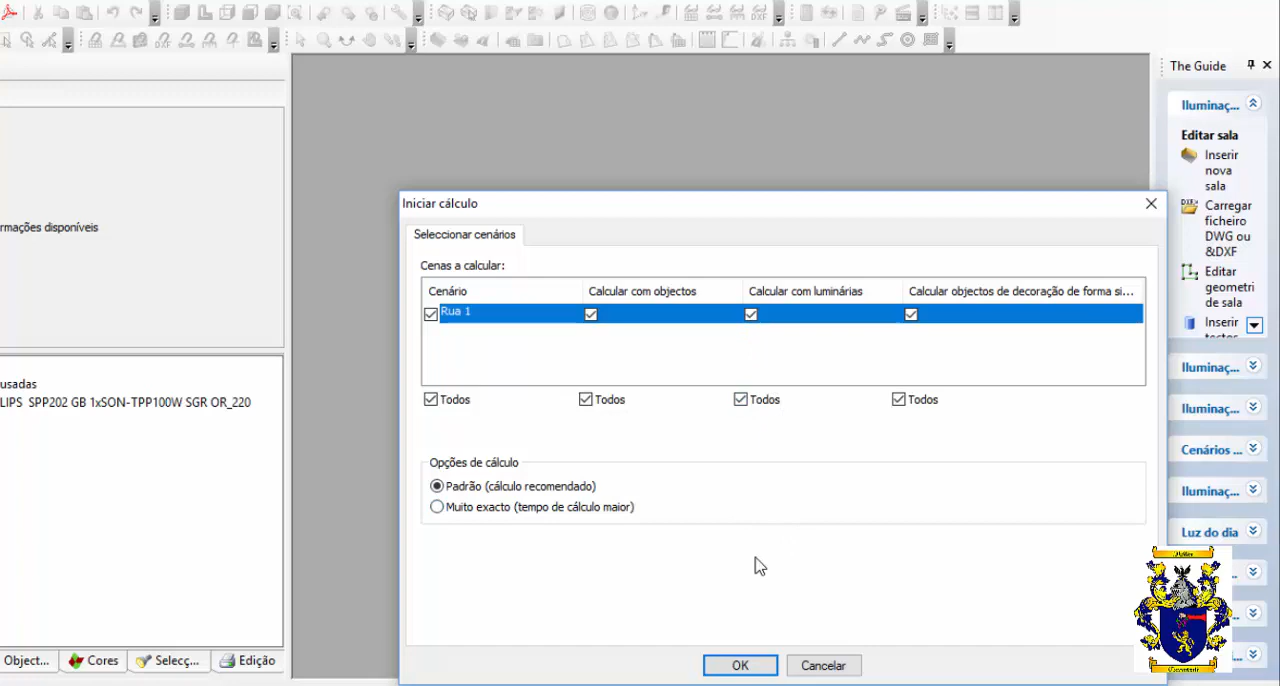 The Guide
Iluminaç...
Editar sala
Inserir
nova
sala
Carregar
ficheiro
DWG ou
&DXF
Editar
geometri
de sala
Inserir
Iluminaç...
Iluminaç...
Cenários ...
Iluminaç...
Luz do dia
rmações disponíveis
usadas
LIPS SPP202 GB 1xSON-TPP100W SGR OR_220
Object...
Cores
Selecç...
Edição
Iniciar cálculo
Seleccionar cenários
Cenas a calcular:
Cenário Calcular com objectos Calcular com luminárias Calcular objectos de decoração de forma si...
Rua 1
Todos Todos Todos Todos
Opções de cálculo
Padrão (cálculo recomendado)
Muito exacto (tempo de cálculo maior)
OK
Cancelar